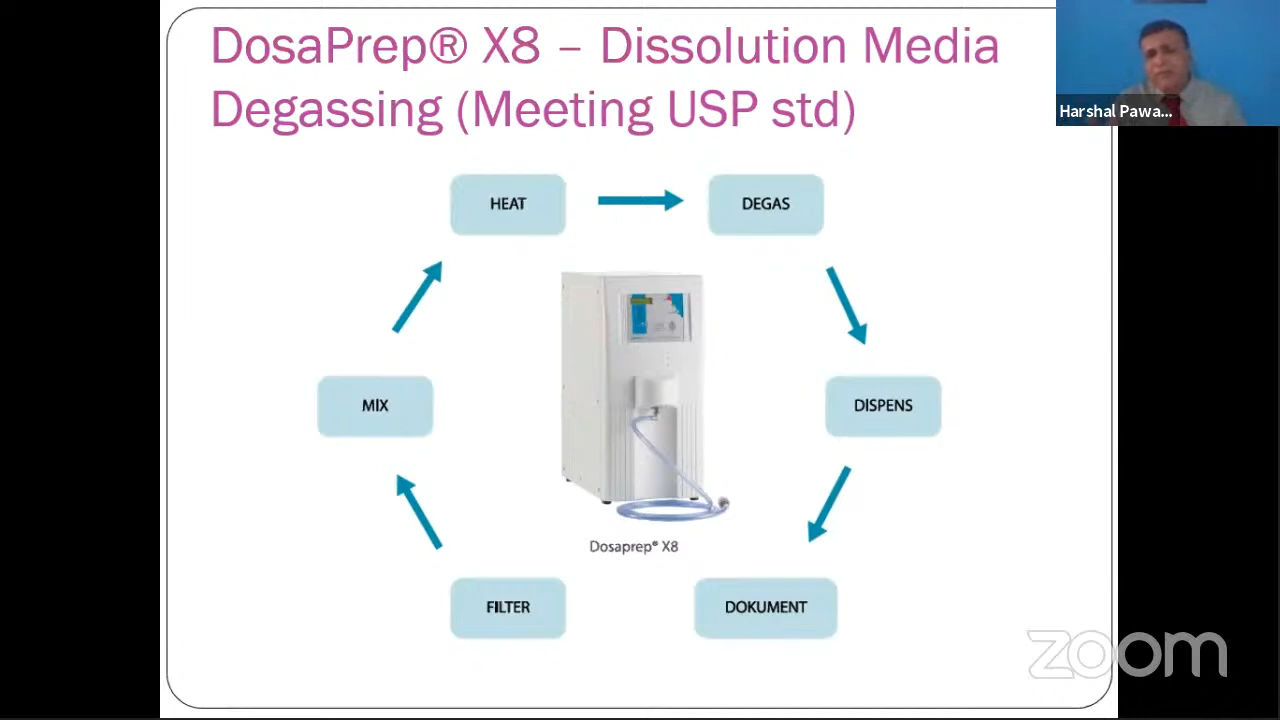 DosaPrep® X8 – Dissolution Media
Degassing (Meeting USP std)
Harshal Pawa...
HEAT
DEGAS
MIX
DISPENS
Dosaprep® X8
FILTER
DOKUMENT
zoom